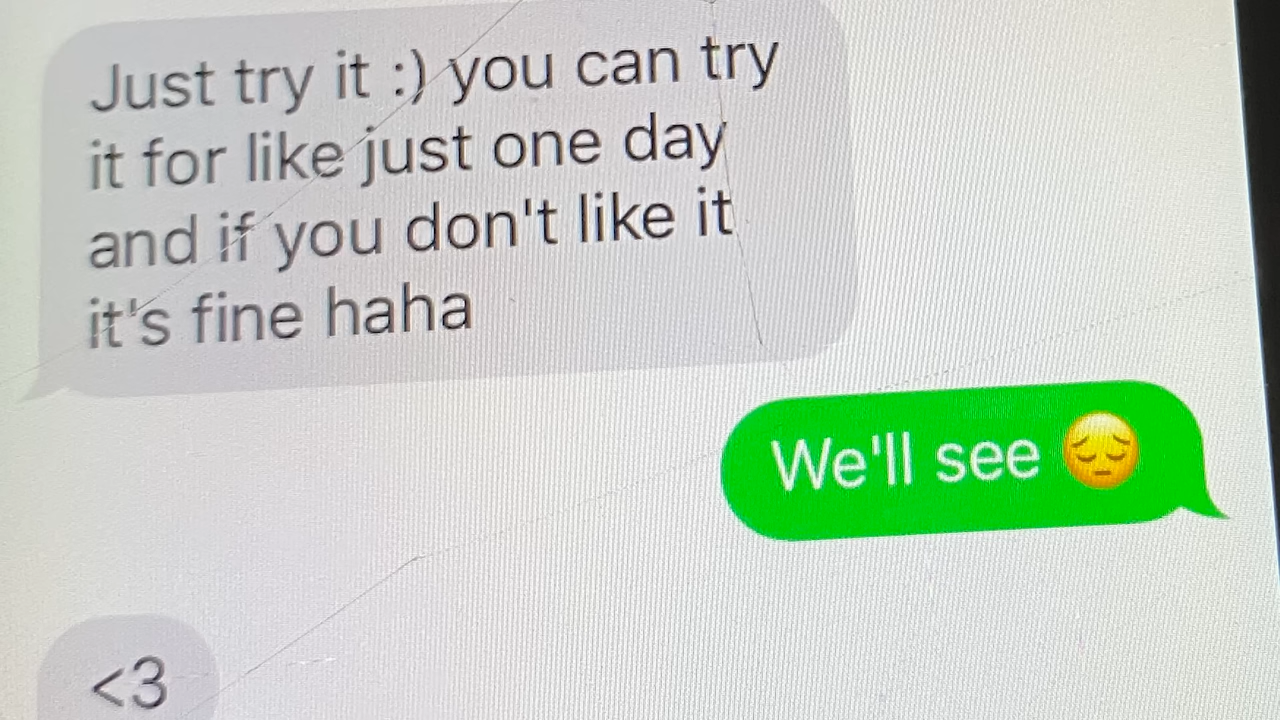 Just try it :) you can try
it for like just one day
and if you don't like it
it's fine haha
We'll see 😔
<3